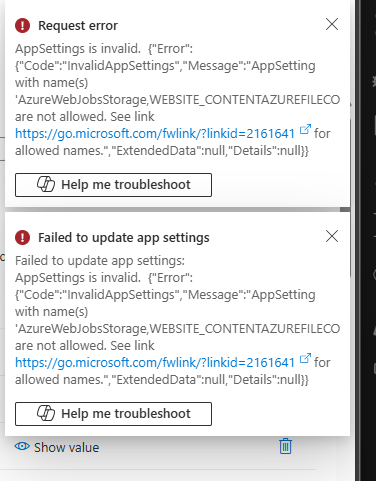 Request error
AppSettings is invalid. {"Error":
{"Code":"InvalidAppSettings","Message":"AppSetting
with name(s)
'AzureWebJobsStorage,WEBSITE_CONTENTAZUREFILECO
are not allowed. See link
https://go.microsoft.com/fwlink/?linkid=2161641 for
allowed names.","ExtendedData":null,"Details":null}}
Help me troubleshoot
Failed to update app settings
Failed to update app settings:
AppSettings is invalid. {"Error":
{"Code":"InvalidAppSettings","Message":"AppSetting
with name(s)
'AzureWebJobsStorage,WEBSITE_CONTENTAZUREFILECO
are not allowed. See link
https://go.microsoft.com/fwlink/?linkid=2161641 for
allowed names.","ExtendedData":null,"Details":null}}
Help me troubleshoot
Show value